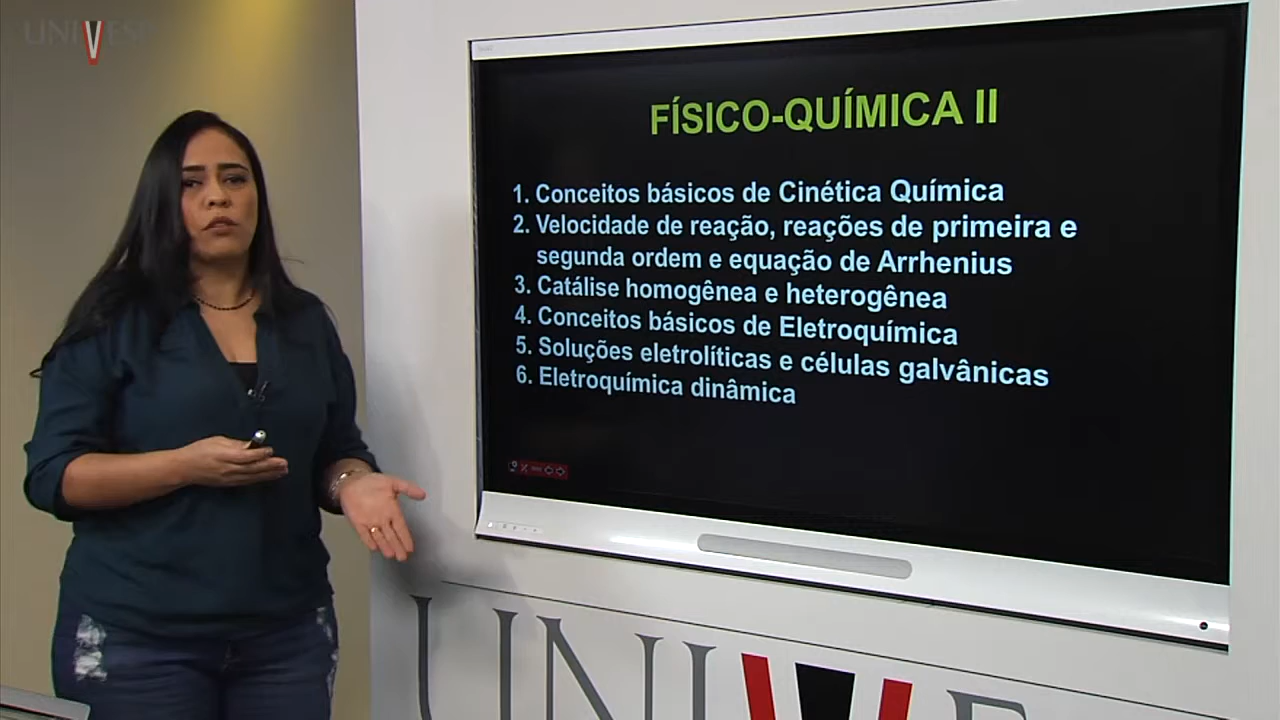 UNIVESP
FÍSICO-QUÍMICA II
1. Conceitos básicos de Cinética Química
2. Velocidade de reação, reações de primeira e
segunda ordem e equação de Arrhenius
3. Catálise homogênea e heterogênea
4. Conceitos básicos de Eletroquímica
5. Soluções eletrolíticas e células galvânicas
6. Eletroquímica dinâmica
UNIVE